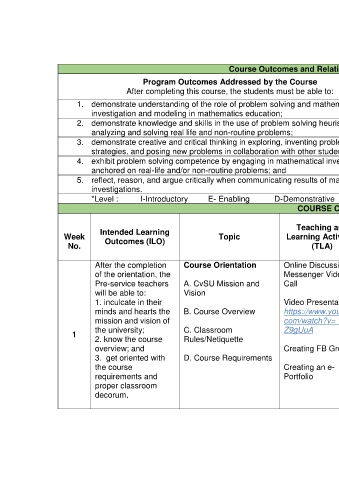 Course Outcomes and Relati
Program Outcomes Addressed by the Course
After completing this course, the students must be able to:
1. demonstrate understanding of the role of problem solving and mathem
investigation and modeling in mathematics education;
2. demonstrate knowledge and skills in the use of problem solving heuris
analyzing and solving real life and non-routine problems;
3. demonstrate creative and critical thinking in exploring, inventing proble
strategies, and posing new problems in collaboration with other stude
4. exhibit problem solving competence by engaging in mathematical inve
anchored on real-life and/or non-routine problems; and
5. reflect, reason, and argue critically when communicating results of ma
investigations.
*Level : I-Introductory E- Enabling D-Demonstrative
COURSE C
Week
No.
Intended Learning
Outcomes (ILO)
Topic
Teaching a
Learning Activi
(TLA)
1
After the completion
of the orientation, the
Pre-service teachers
will be able to:
1. inculcate in their
minds and hearts the
mission and vision of
the university;
2. know the course
overview; and
3. get oriented with
the course
requirements and
proper classroom
decorum.
Course Orientation
A. CvSU Mission and
Vision
B. Course Overview
C. Classroom
Rules/Netiquette
D. Course Requirements
Online Discussi
Messenger Vide
Call
Video Presenta
https://www.you
com/watch?v=
Z9gUuA
Creating FB Gr
Creating an e-
Portfolio